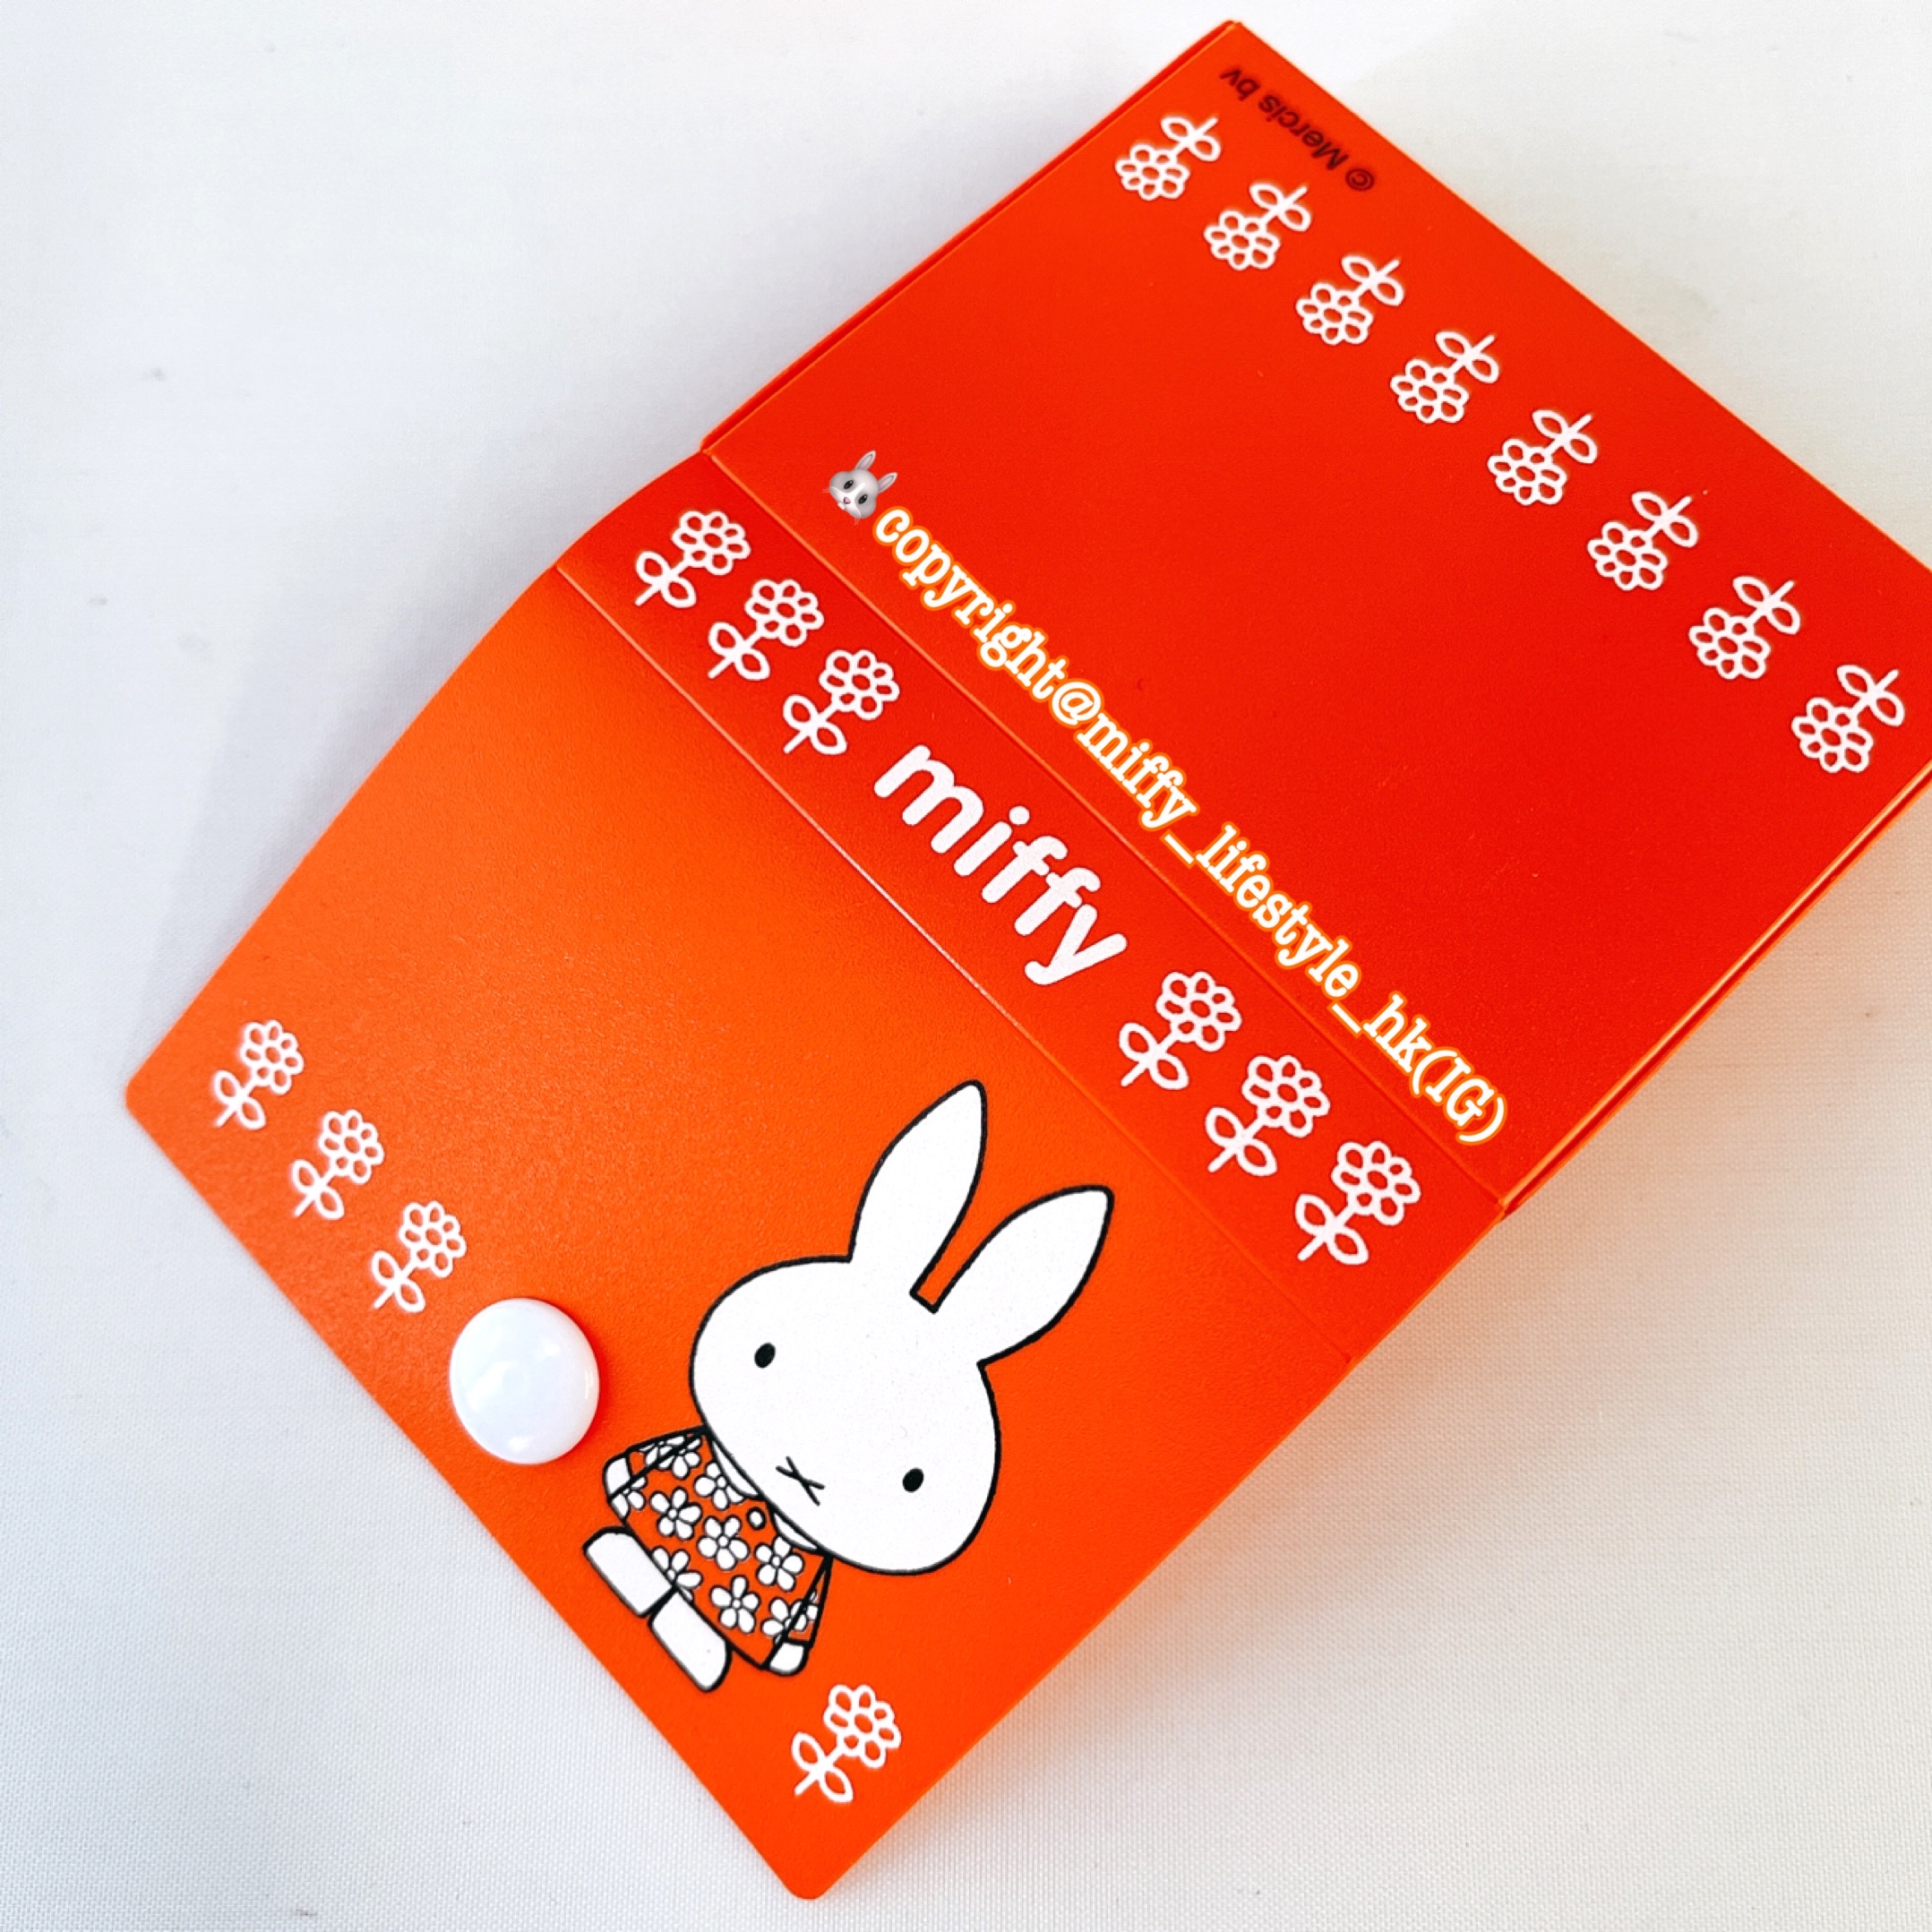 © Mercis bv
🐰copyright@miffy_lifestyle_hk(IG)
miffy